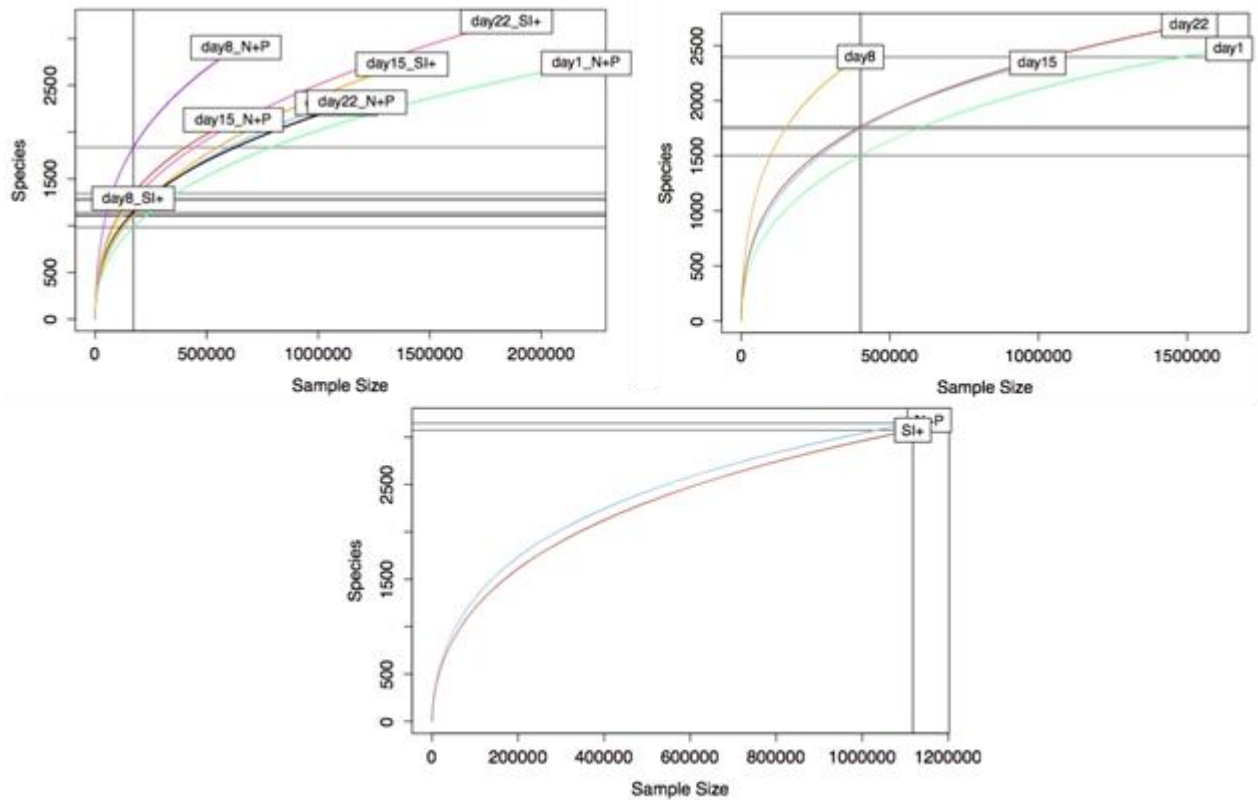 day22_SI+
day8_N+P
day15_SI+
day1_N+P
day22_N+P
day15_N+P
day8_SI+
Species
0
500
1500
2500
0
500000
1000000
1500000
2000000
Sample Size
day22
day1
day8
day15
Species
0
500
1000
1500
2000
2500
0
500000
1000000
1500000
Sample Size
SI+
Species
0
500
1500
2500
0
200000
400000
600000
800000
1000000
1200000
Sample Size